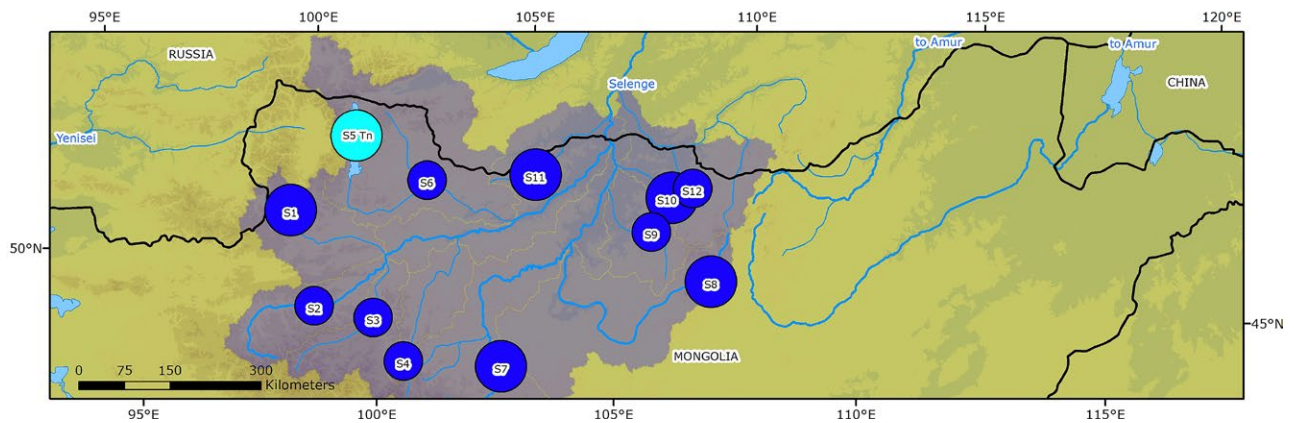 95°E 100°E 105°E 110°E 115°E 120°E
RUSSIA
to Amur
to Amur
CHINA
Selenge
Yenisei
S5 Tn
S6
S11
S12
S10
S1
S9
50°N
S8
S2
S3
45°N
S4
S7
MONGOLIA
0 75 150 300
Kilometers
95°E 100°E 105°E 110°E 115°E